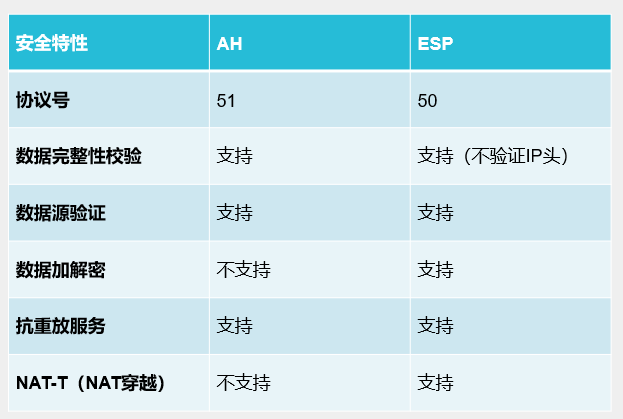 安全特性 AH ESP
协议号 51 50
数据完整性校验 支持 支持（不验证IP头）
数据源验证 支持 支持
数据加解密 不支持 支持
抗重放服务 支持 支持
NAT-T（NAT穿越） 不支持 支持